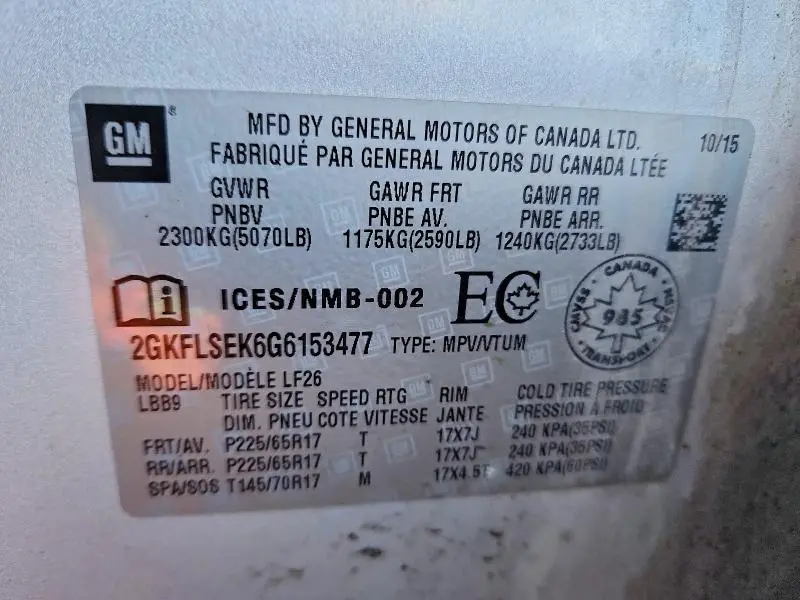 GM
MFD BY GENERAL MOTORS OF CANADA LTD. 10/15
FABRIQUÉ PAR GENERAL MOTORS DU CANADA LTÉE
GVWR GAWR FRT GAWR RR
PNBV PNBE AV. PNBE ARR.
2300KG(5070LB) 1175KG(2590LB) 1240KG(2733LB)
ICES/NMB-002 EC
CANADA
985
TRANSPORT
2GKFLSEK6G6153477 TYPE: MPV/VTUM
MODEL/MODÈLE LF26
LBB9 TIRE SIZE SPEED RTG RIM COLD TIRE PRESSURE
DIM. PNEU COTE VITESSE JANTE PRESSION A FROID
FRT/AV. P225/65R17 T 17X7J 240 KPA(35PSI)
RR/ARR. P225/65R17 T 17X7J 240 KPA(35PSI)
SPA/SOS T145/70R17 M 17X4.5T 420 KPA(60PSI)